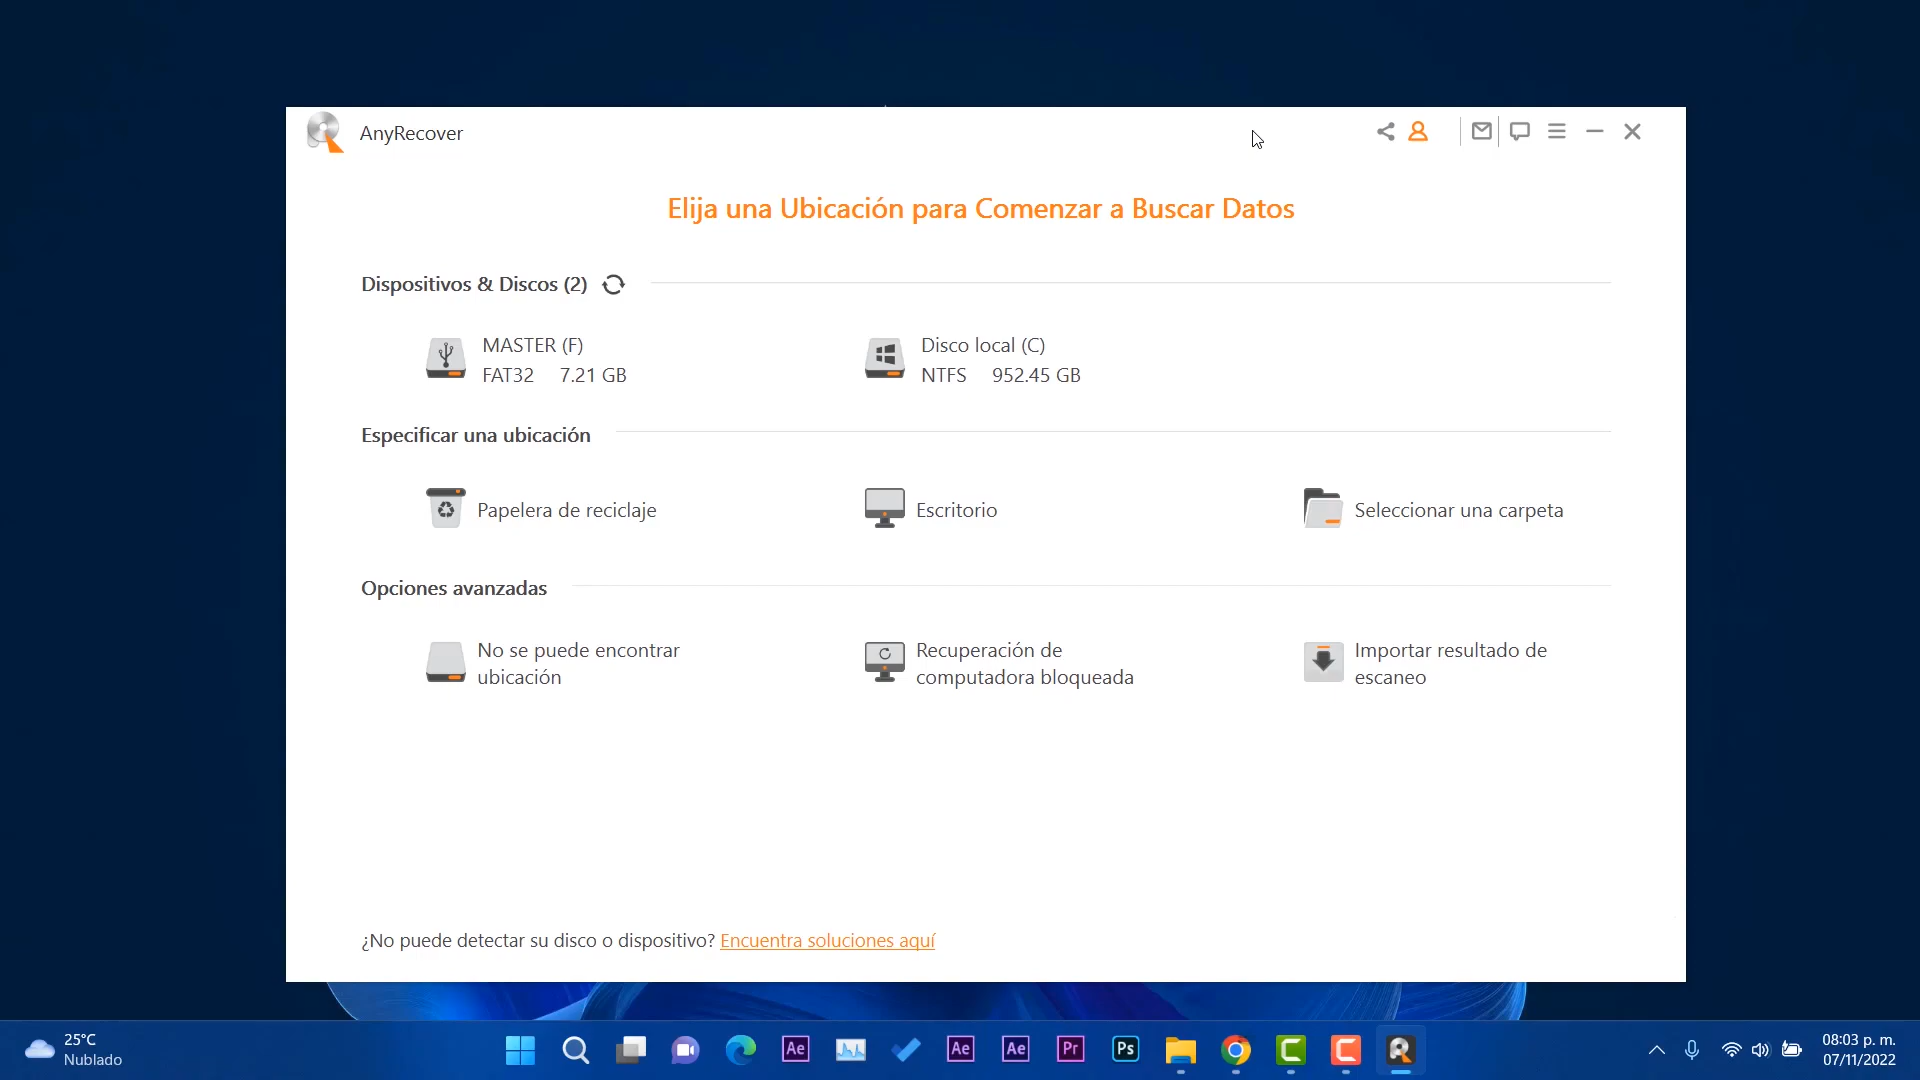 AnyRecover
Elija una Ubicación para Comenzar a Buscar Datos
Dispositivos & Discos (2)
MASTER (F)
FAT32 7.21 GB
Disco local (C)
NTFS 952.45 GB
Especificar una ubicación
Papelera de reciclaje
Escritorio
Seleccionar una carpeta
Opciones avanzadas
No se puede encontrar
ubicación
Recuperación de
computadora bloqueada
Importar resultado de
escaneo
¿No puede detectar su disco o dispositivo? Encuentra soluciones aquí
25°C
Nublado
Ae
Ae
Ae
Pr
Ps
08:03 p. m.
07/11/2022